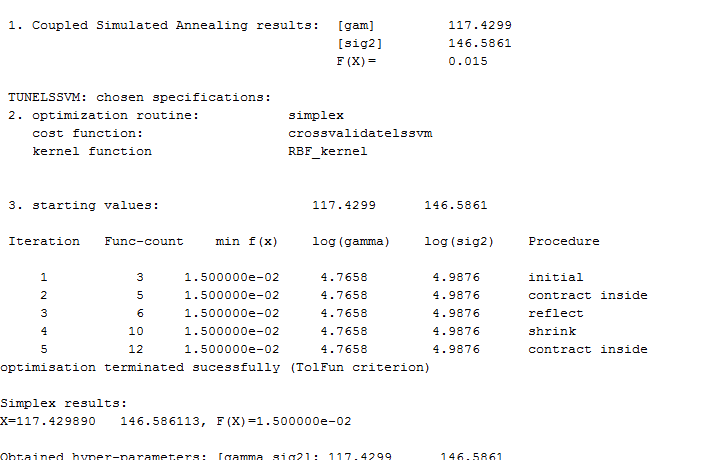 1. Coupled Simulated Annealing results: [gam] 117.4299
[sig2] 146.5861
F(X)= 0.015
TUNELSSVM: chosen specifications:
2. optimization routine: simplex
cost function: crossvalidatelssvm
kernel function RBF_kernel
3. starting values: 117.4299 146.5861
Iteration Func-count min f(x) log(gamma) log(sig2) Procedure
1 3 1.500000e-02 4.7658 4.9876 initial
2 5 1.500000e-02 4.7658 4.9876 contract inside
3 6 1.500000e-02 4.7658 4.9876 reflect
4 10 1.500000e-02 4.7658 4.9876 shrink
5 12 1.500000e-02 4.7658 4.9876 contract inside
optimisation terminated sucessfully (TolFun criterion)
Simplex results:
X=117.429890 146.586113, F(X)=1.500000e-02
Obtained hyper-parameters: [gamma sig2]: 117.4299 146.5861